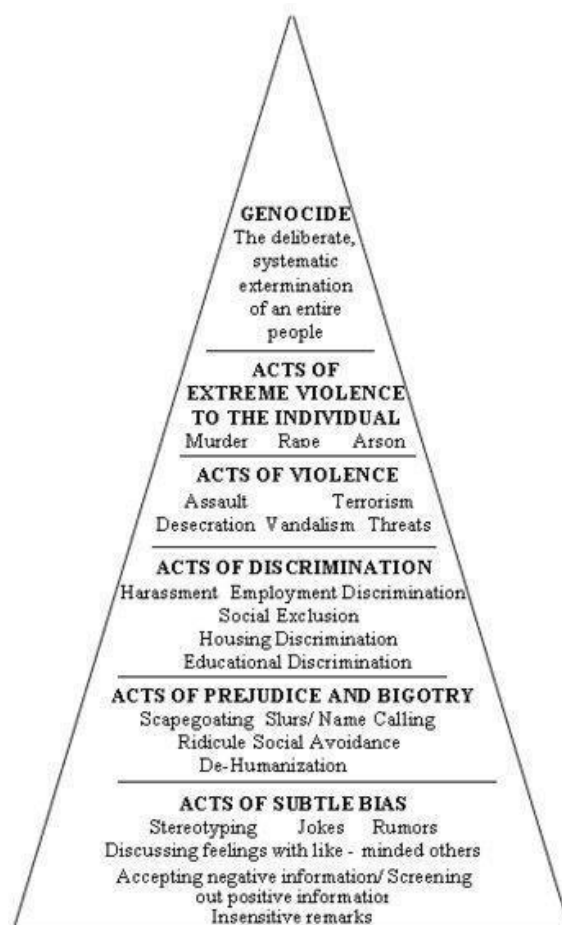 GENOCIDE
The deliberate,
systematic
extermination
of an entire
people
ACTS OF
EXTREME VIOLENCE
TO THE INDIVIDUAL
Murder Rape Arson
ACTS OF VIOLENCE
Assault Terrorism
Desecration Vandalism Threats
ACTS OF DISCRIMINATION
Harassment Employment Discrimination
Social Exclusion
Housing Discrimination
Educational Discrimination
ACTS OF PREJUDICE AND BIGOTRY
Scapegoating Slurs/ Name Calling
Ridicule Social Avoidance
De-Humanization
ACTS OF SUBTLE BIAS
Stereotyping Jokes Rumors
Discussing feelings with like - minded others
Accepting negative information/ Screening
out positive information
Insensitive remarks